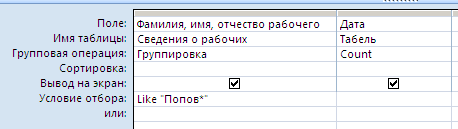 Поле: Фамилия, имя, отчество рабочего Дата
Имя таблицы: Сведения о рабочих Табель
Групповая операция: Группировка Count
Сортировка:
Вывод на экран:
Условие отбора: Like "Попов*"
или: